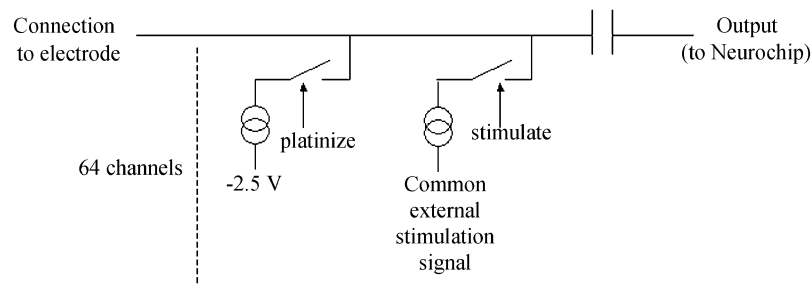 Connection
to electrode
Output
(to Neurochip)
platinize
stimulate
64 channels
-2.5 V
Common
external
stimulation
signal